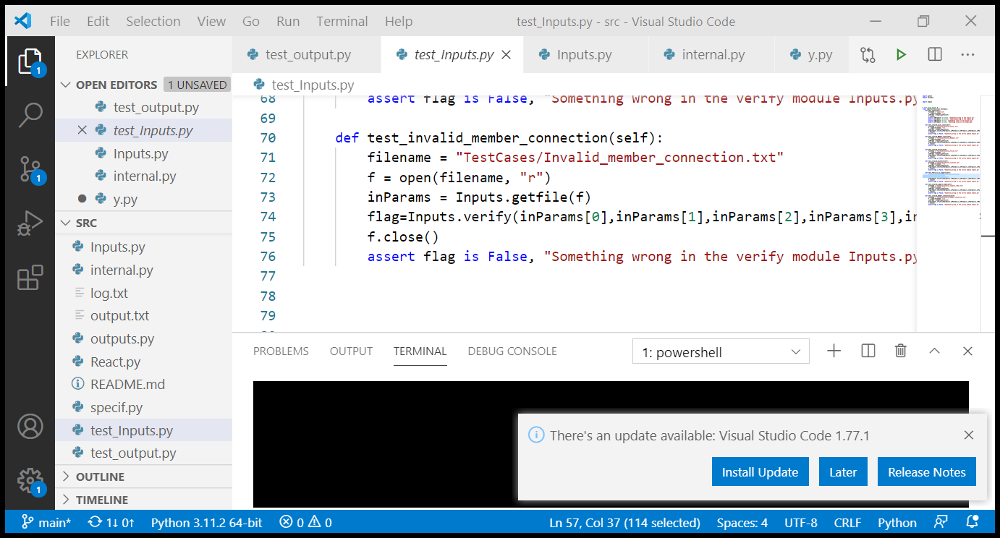 File Edit Selection View Go Run Terminal Help test_Inputs.py - src - Visual Studio Code
EXPLORER
OPEN EDITORS 1 UNSAVED
test_output.py
test_Inputs.py
Inputs.py
internal.py
y.py
SRC
Inputs.py
internal.py
log.txt
output.txt
outputs.py
React.py
README.md
specif.py
test_Inputs.py
test_output.py
OUTLINE
TIMELINE
1
1
1
test_output.py test_Inputs.py Inputs.py internal.py y.py
test_Inputs.py
68 assert flag is False, "Something wrong in the verify module Inputs.py
69
70 def test_invalid_member_connection(self):
71 filename = "TestCases/Invalid_member_connection.txt"
72 f = open(filename, "r")
73 inParams = Inputs.getfile(f)
74 flag=Inputs.verify(inParams[0],inParams[1],inParams[2],inParams[3],in
75 f.close()
76 assert flag is False, "Something wrong in the verify module Inputs.py
77
78
79
PROBLEMS OUTPUT TERMINAL DEBUG CONSOLE 1: powershell
There's an update available: Visual Studio Code 1.77.1
Install Update Later Release Notes
main* 1↓ 0↑ Python 3.11.2 64-bit 0 0 Ln 57, Col 37 (114 selected) Spaces: 4 UTF-8 CRLF Python